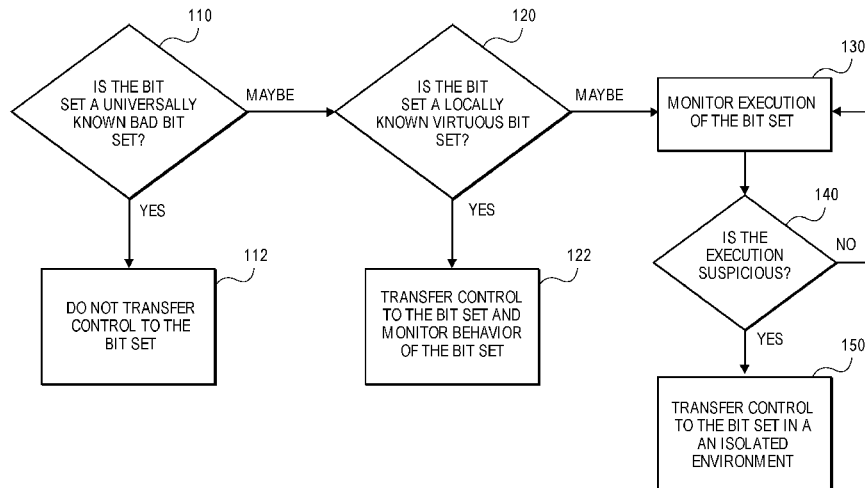 110
IS THE BIT
SET A UNIVERSALLY
KNOWN BAD BIT
SET?
MAYBE
YES
112
DO NOT TRANSFER
CONTROL TO THE
BIT SET
120
IS THE BIT
SET A LOCALLY
KNOWN VIRTUOUS BIT
SET?
MAYBE
YES
122
TRANSFER CONTROL
TO THE BIT SET AND
MONITOR BEHAVIOR
OF THE BIT SET
130
MONITOR EXECUTION
OF THE BIT SET
140
IS THE
EXECUTION
SUSPICIOUS?
NO
YES
150
TRANSFER CONTROL
TO THE BIT SET IN A
AN ISOLATED
ENVIRONMENT